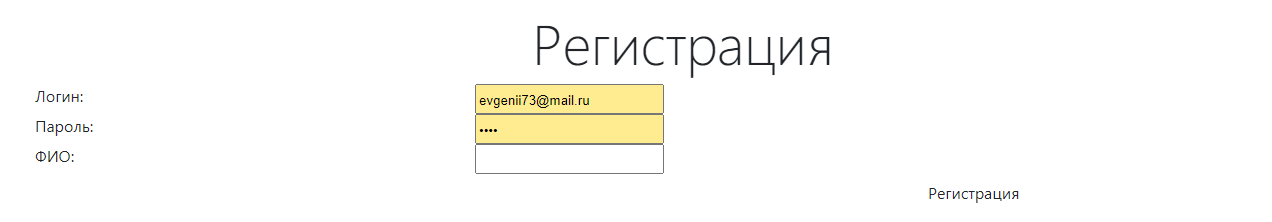 Регистрация
Логин: evgenii73@mail.ru
Пароль: ••••
ФИО:
Регистрация